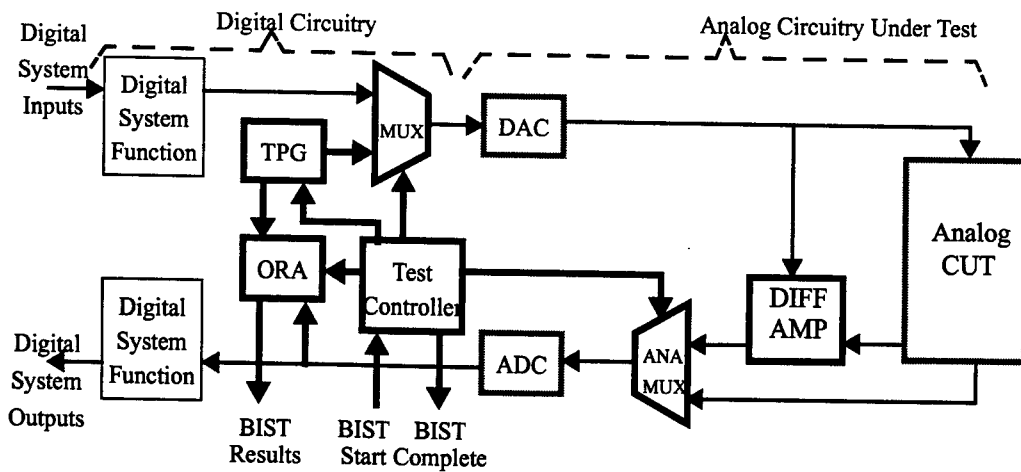 Digital Circuitry
Analog Circuitry Under Test
Digital
System
Inputs
Digital
System
Function
MUX
DAC
TPG
Analog
CUT
ORA
Test
Controller
DIFF
AMP
Digital
System
Function
ANA
MUX
ADC
Digital
System
Outputs
BIST
Results
BIST
Start
BIST
Complete